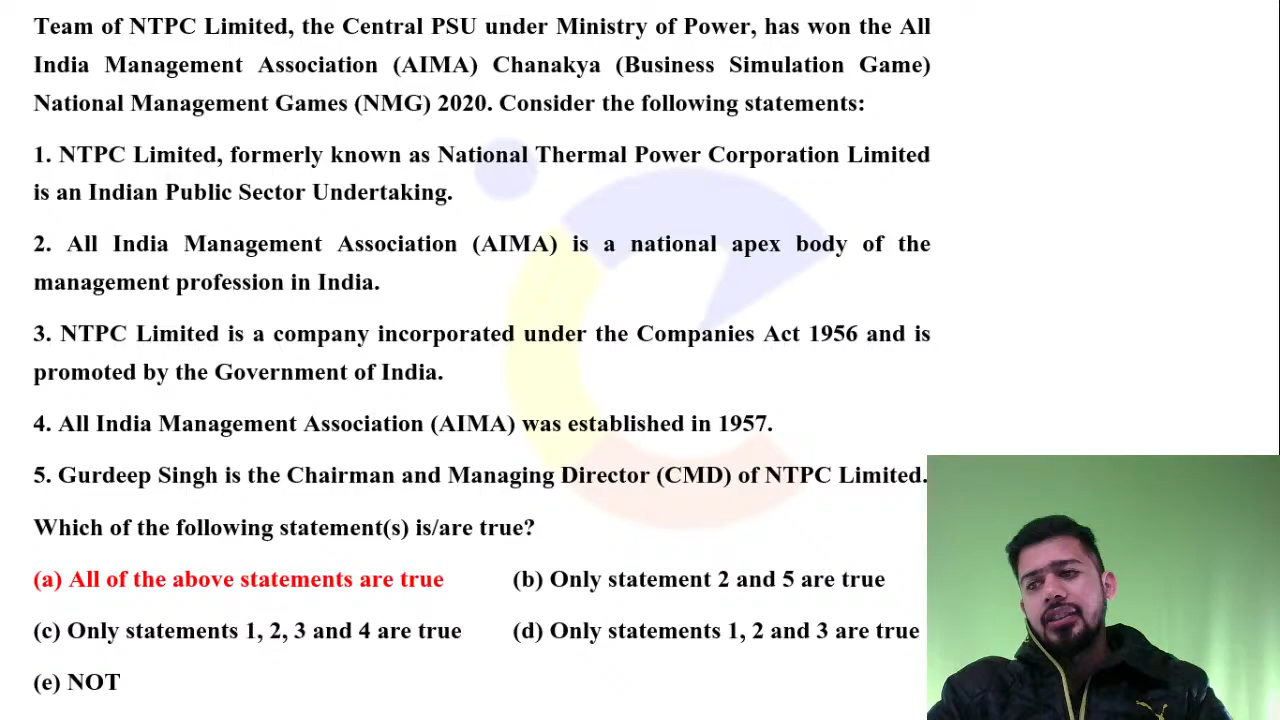 Team of NTPC Limited, the Central PSU under Ministry of Power, has won the All
India Management Association (AIMA) Chanakya (Business Simulation Game)
National Management Games (NMG) 2020. Consider the following statements:
1. NTPC Limited, formerly known as National Thermal Power Corporation Limited
is an Indian Public Sector Undertaking.
2. All India Management Association (AIMA) is a national apex body of the
management profession in India.
3. NTPC Limited is a company incorporated under the Companies Act 1956 and is
promoted by the Government of India.
4. All India Management Association (AIMA) was established in 1957.
5. Gurdeep Singh is the Chairman and Managing Director (CMD) of NTPC Limited.
Which of the following statement(s) is/are true?
(a) All of the above statements are true
(b) Only statement 2 and 5 are true
(c) Only statements 1, 2, 3 and 4 are true
(d) Only statements 1, 2 and 3 are true
(e) NOT